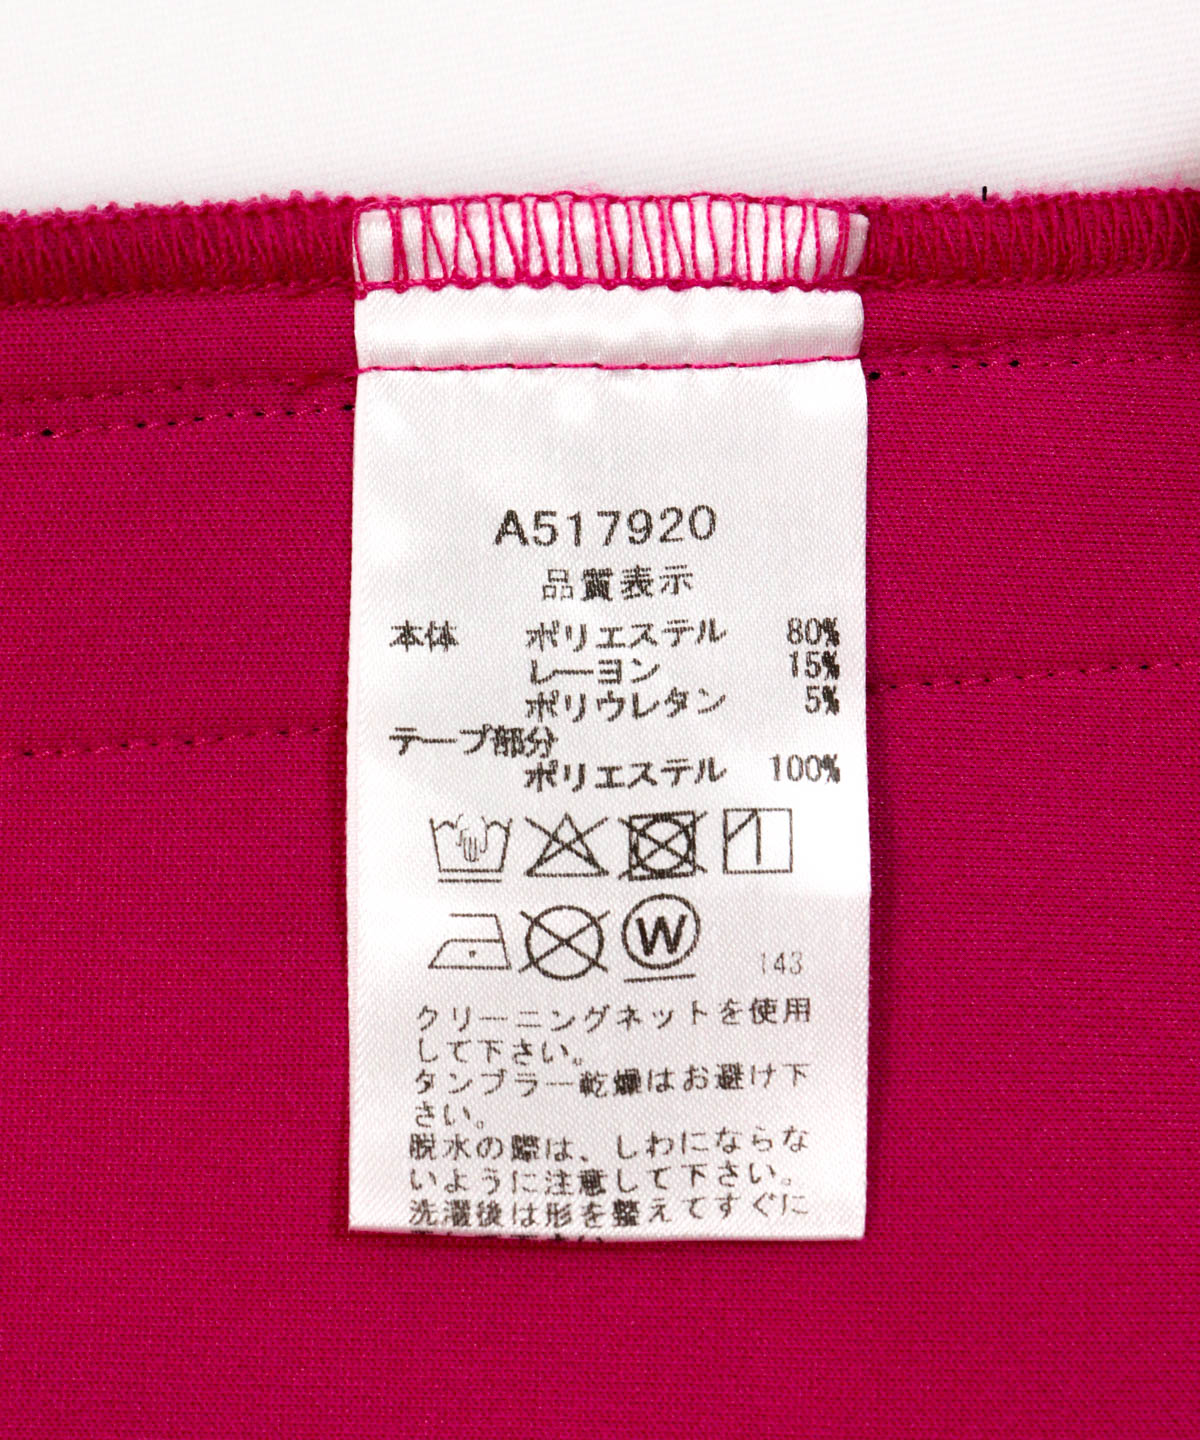 A517920
品質表示
本体 ポリエステル 80%
レーヨン 15%
ポリウレタン 5%
テープ部分
ポリエステル 100%
W
143
クリーニングネットを使用
して下さい。
タンブラー乾燥はお避け下
さい。
脱水の際は、しわにならな
いように注意して下さい。
洗濯後は形を整えてすぐに